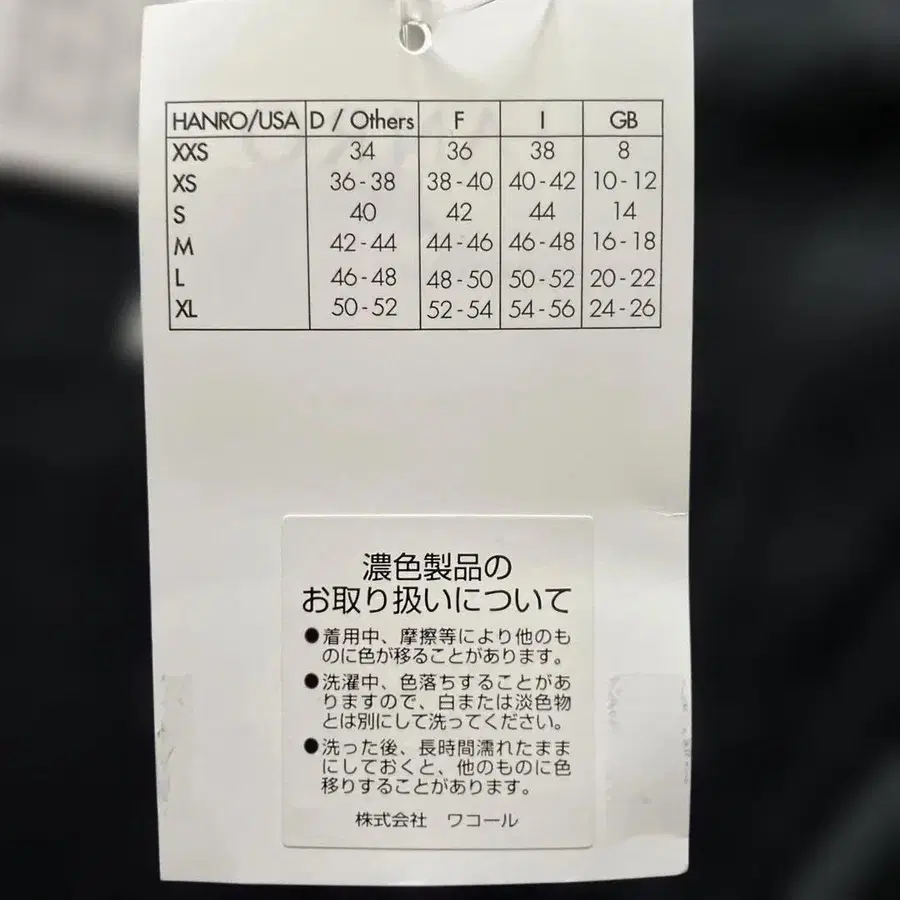 HANRO/USA D / Others F I GB
XXS 34 36 38 8
XS 36-38 38-40 40-42 10-12
S 40 42 44 14
M 42-44 44-46 46-48 16-18
L 46-48 48-50 50-52 20-22
XL 50-52 52-54 54-56 24-26
濃色製品の
お取り扱いについて
●着用中、摩擦等により他のも
のに色が移ることがあります。
●洗濯中、色落ちすることがあ
りますので、白または淡色物
とは別にして洗ってください。
●洗った後、長時間濡れたまま
にしておくと、他のものに色
移りすることがあります。
株式会社 ワコール